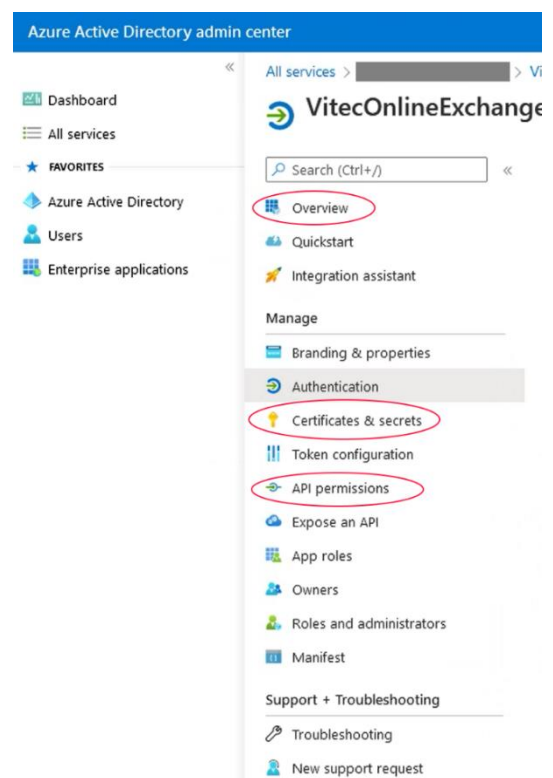 Azure Active Directory admin center
«
Dashboard
All services
FAVORITES
Azure Active Directory
Users
Enterprise applications
All services > > Vi
VitecOnlineExchange
Search (Ctrl+/)
«
Overview
Quickstart
Integration assistant
Manage
Branding & properties
Authentication
Certificates & secrets
Token configuration
API permissions
Expose an API
App roles
Owners
Roles and administrators
Manifest
Support + Troubleshooting
Troubleshooting
New support request